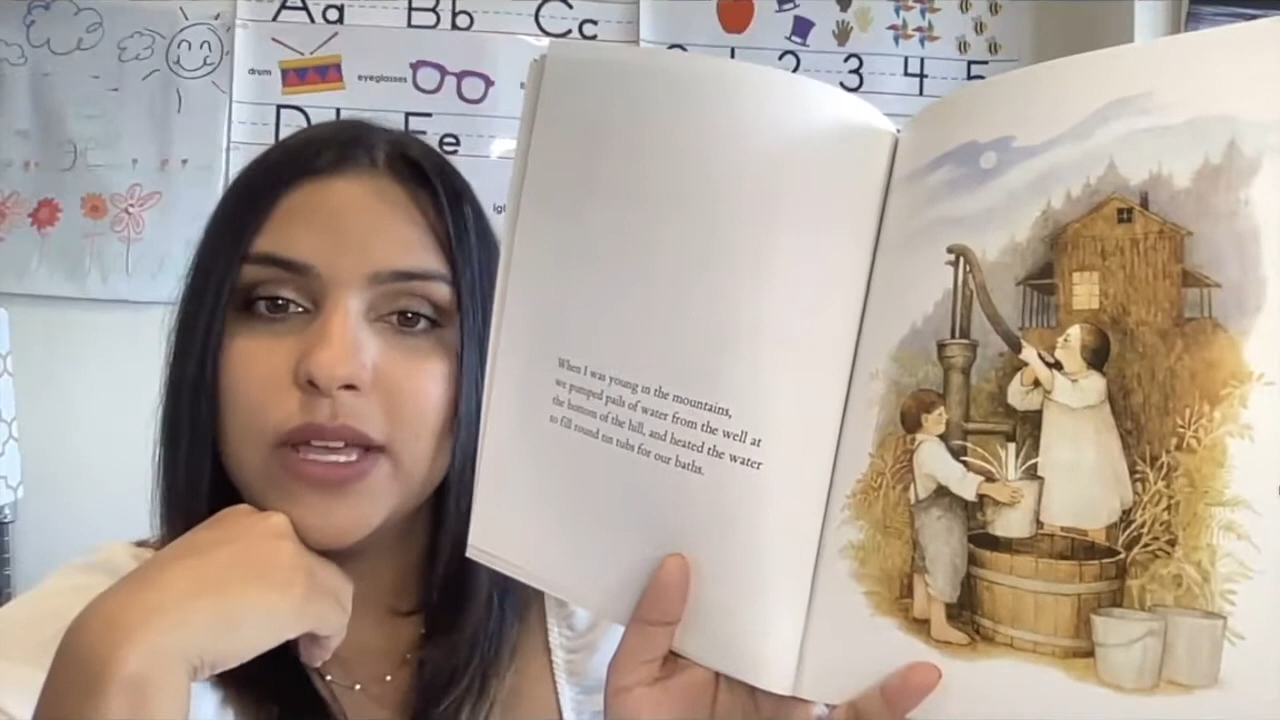 Aa Bb Cc
drum
eyeglasses
Ee
igl
2 3 4 5
When I was young in the mountains,
we pumped pails of water from the well at
the bottom of the hill, and heated the water
to fill round tin tubs for our baths.